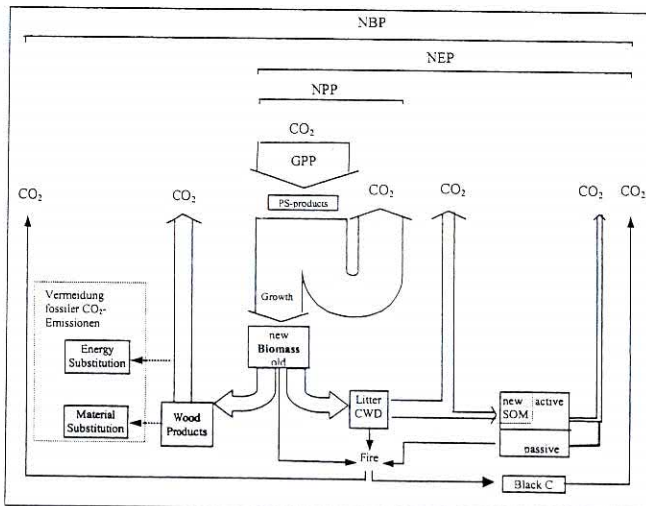 NBP
NEP
NPP
CO₂
GPP
CO₂ CO₂ PS-products CO₂ CO₂ CO₂ CO₂
Growth
Vermeidung
fossiler CO₂-
Emissionen
Energy
Substitution
Material
Substitution
new
Biomass
old
Wood
Products
Litter
CWD
new active
SOM
passive
Fire
Black C